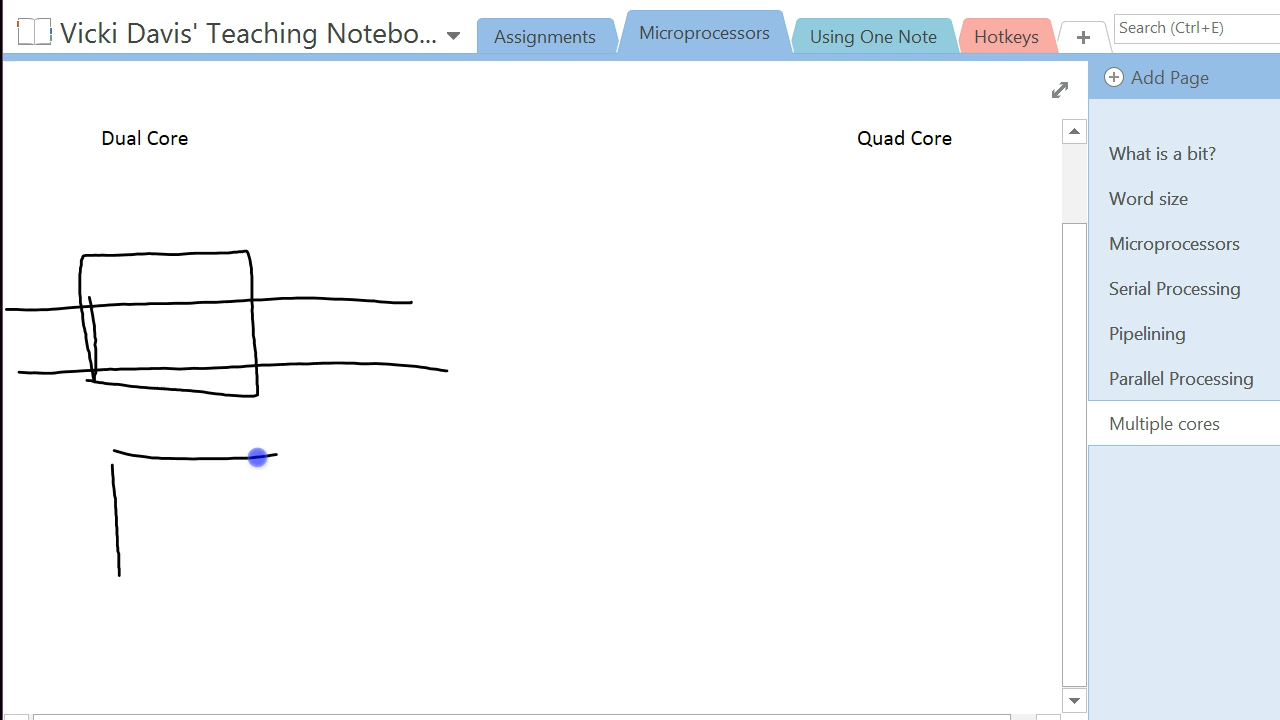 Vicki Davis' Teaching Notebo...
Assignments
Microprocessors
Using One Note
Hotkeys
+
Search (Ctrl+E)
Add Page
Dual Core
Quad Core
What is a bit?
Word size
Microprocessors
Serial Processing
Pipelining
Parallel Processing
Multiple cores